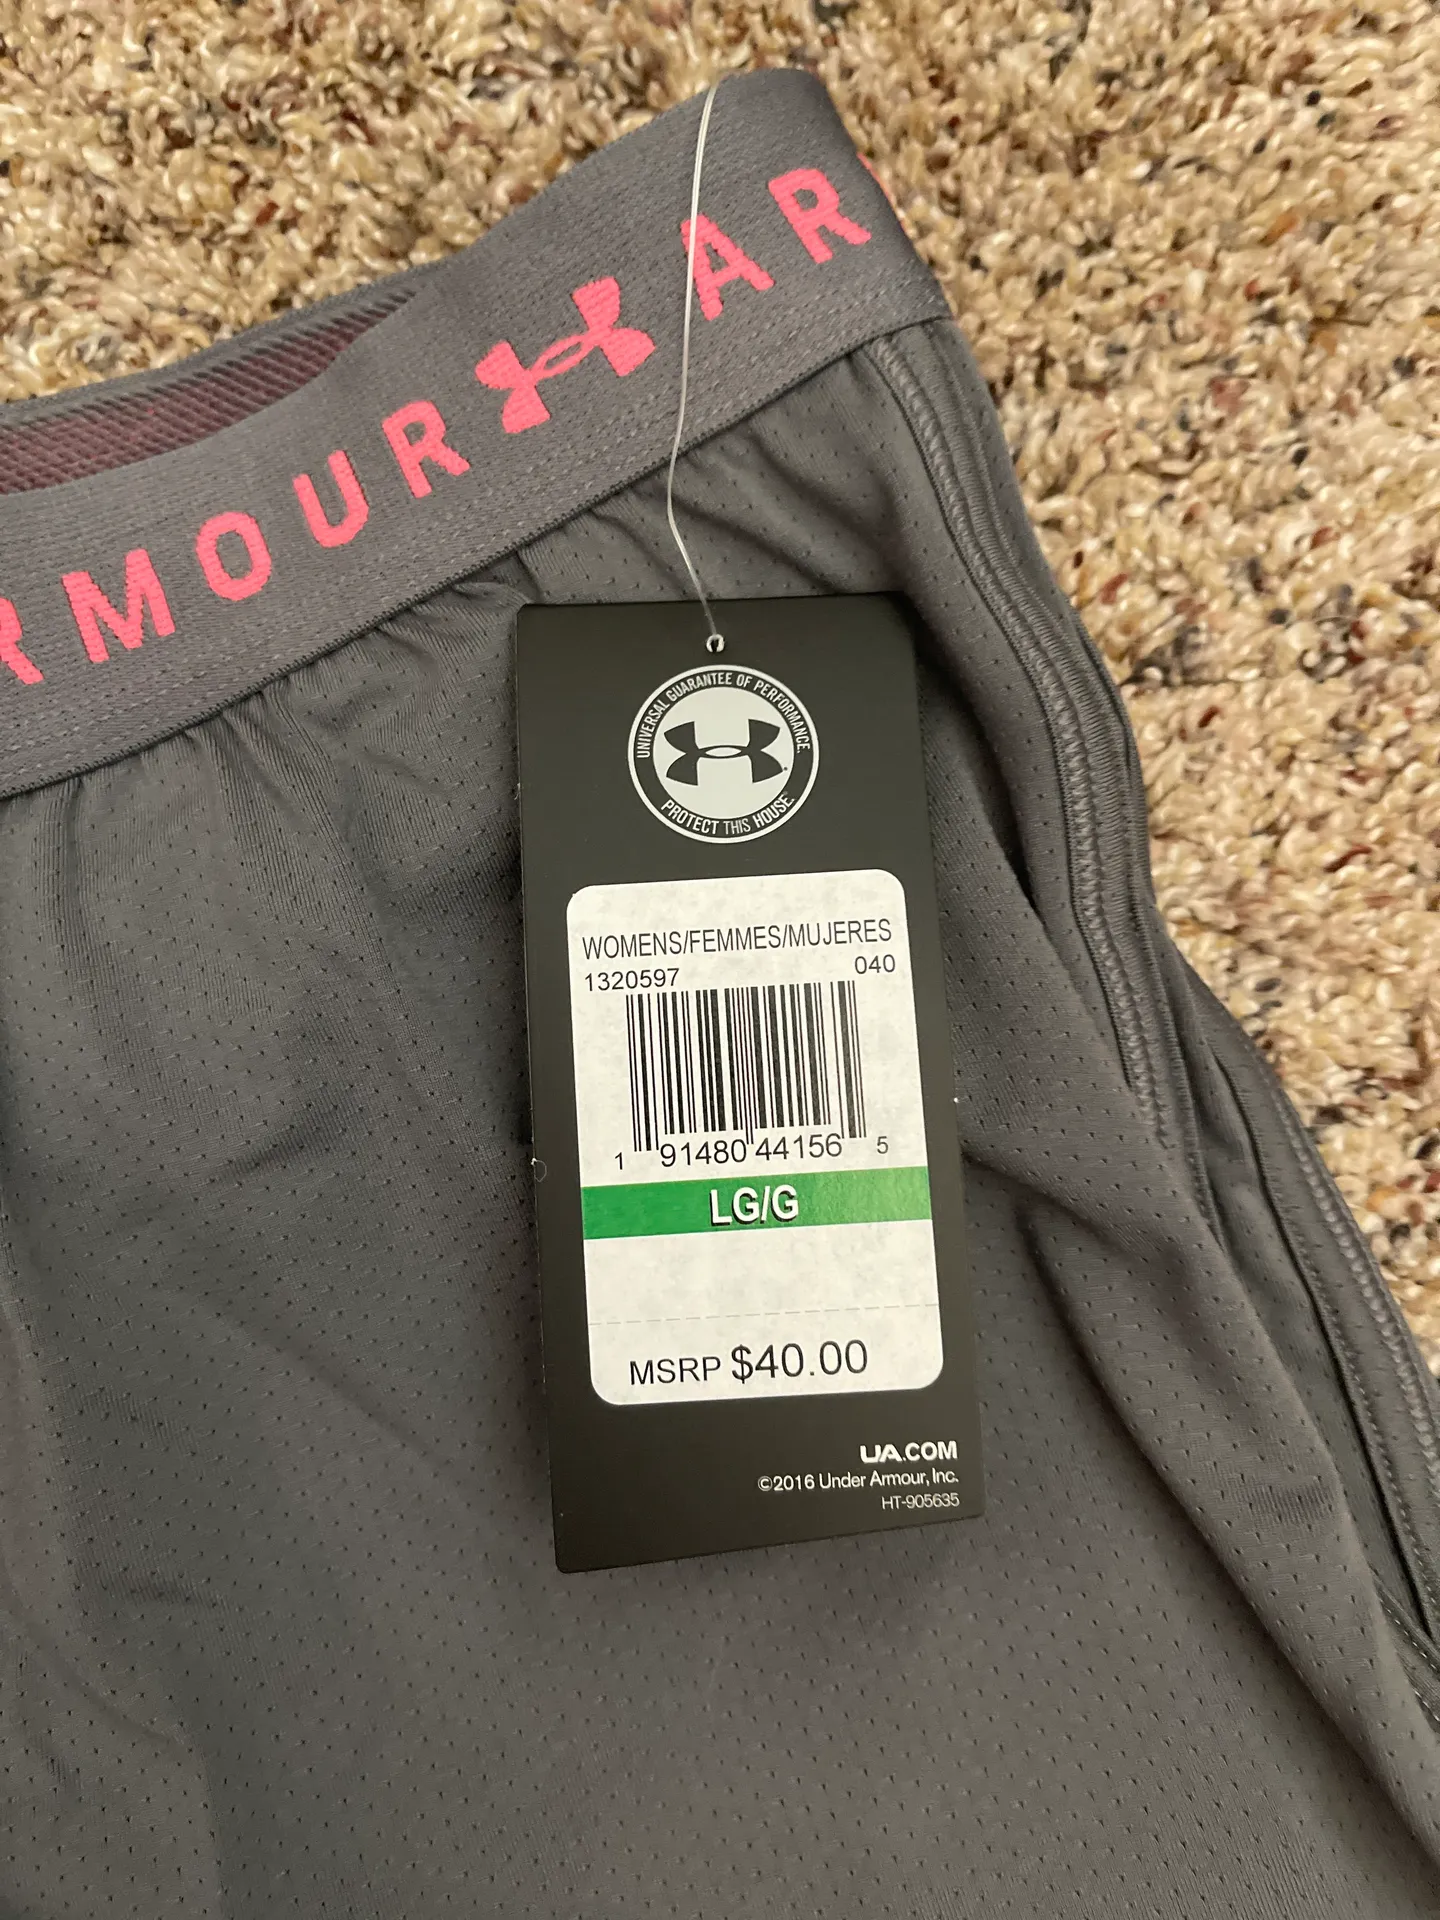 RMOUR AR
UNIVERSAL GUARANTEE OF PERFORMANCE.
PROTECT THIS HOUSE.
WOMENS/FEMMES/MUJERES
1320597 040
1 91480 44156 5
LG/G
MSRP $40.00
UA.COM
©2016 Under Armour, Inc.
HT-905635